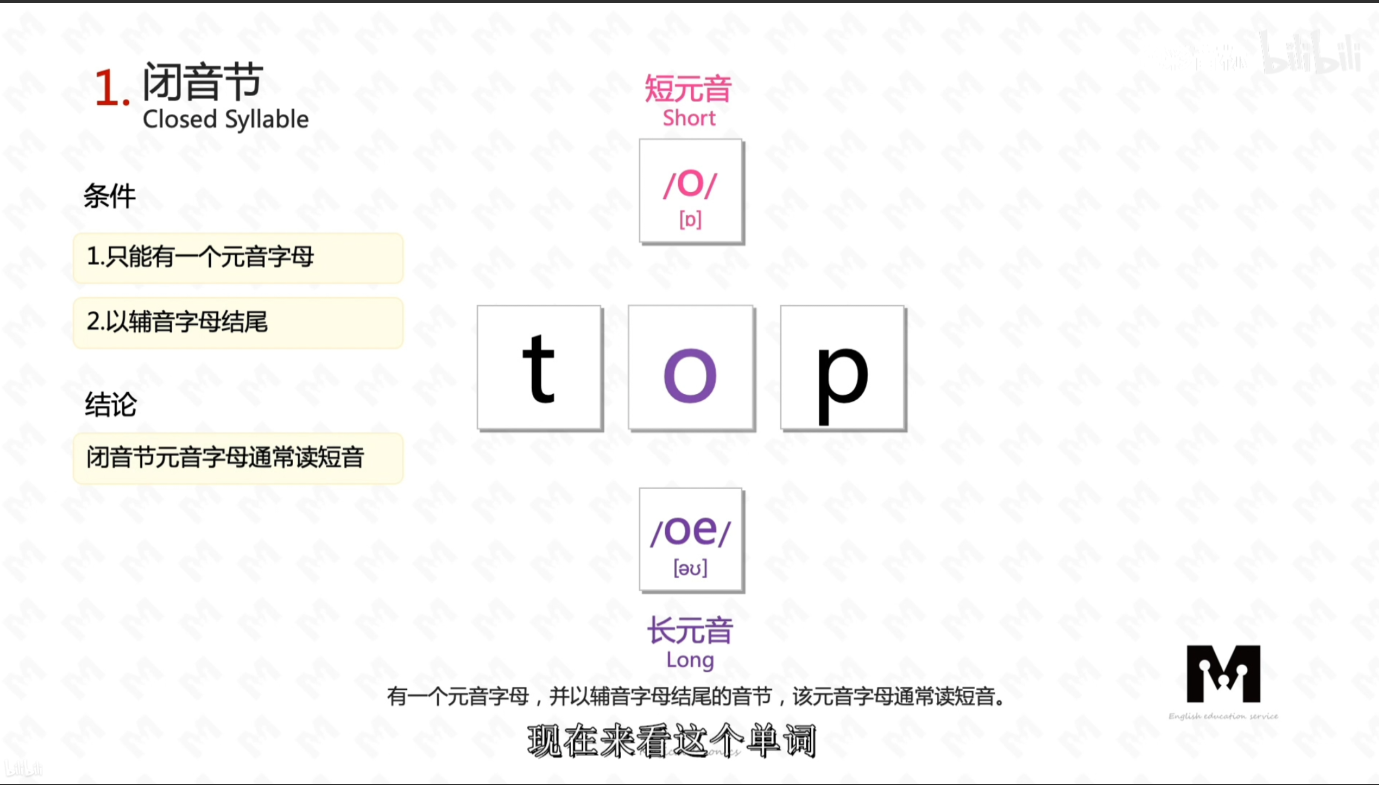 1. 闭音节
Closed Syllable
条件
1.只能有一个元音字母
2.以辅音字母结尾
结论
闭音节元音字母通常读短音
短元音
Short
/o/
[ɒ]
t o p
/oe/
[əʊ]
长元音
Long
有一个元音字母，并以辅音字母结尾的音节，该元音字母通常读短音。
现在来看这个单词
bilibili
M
English education service
bilibili